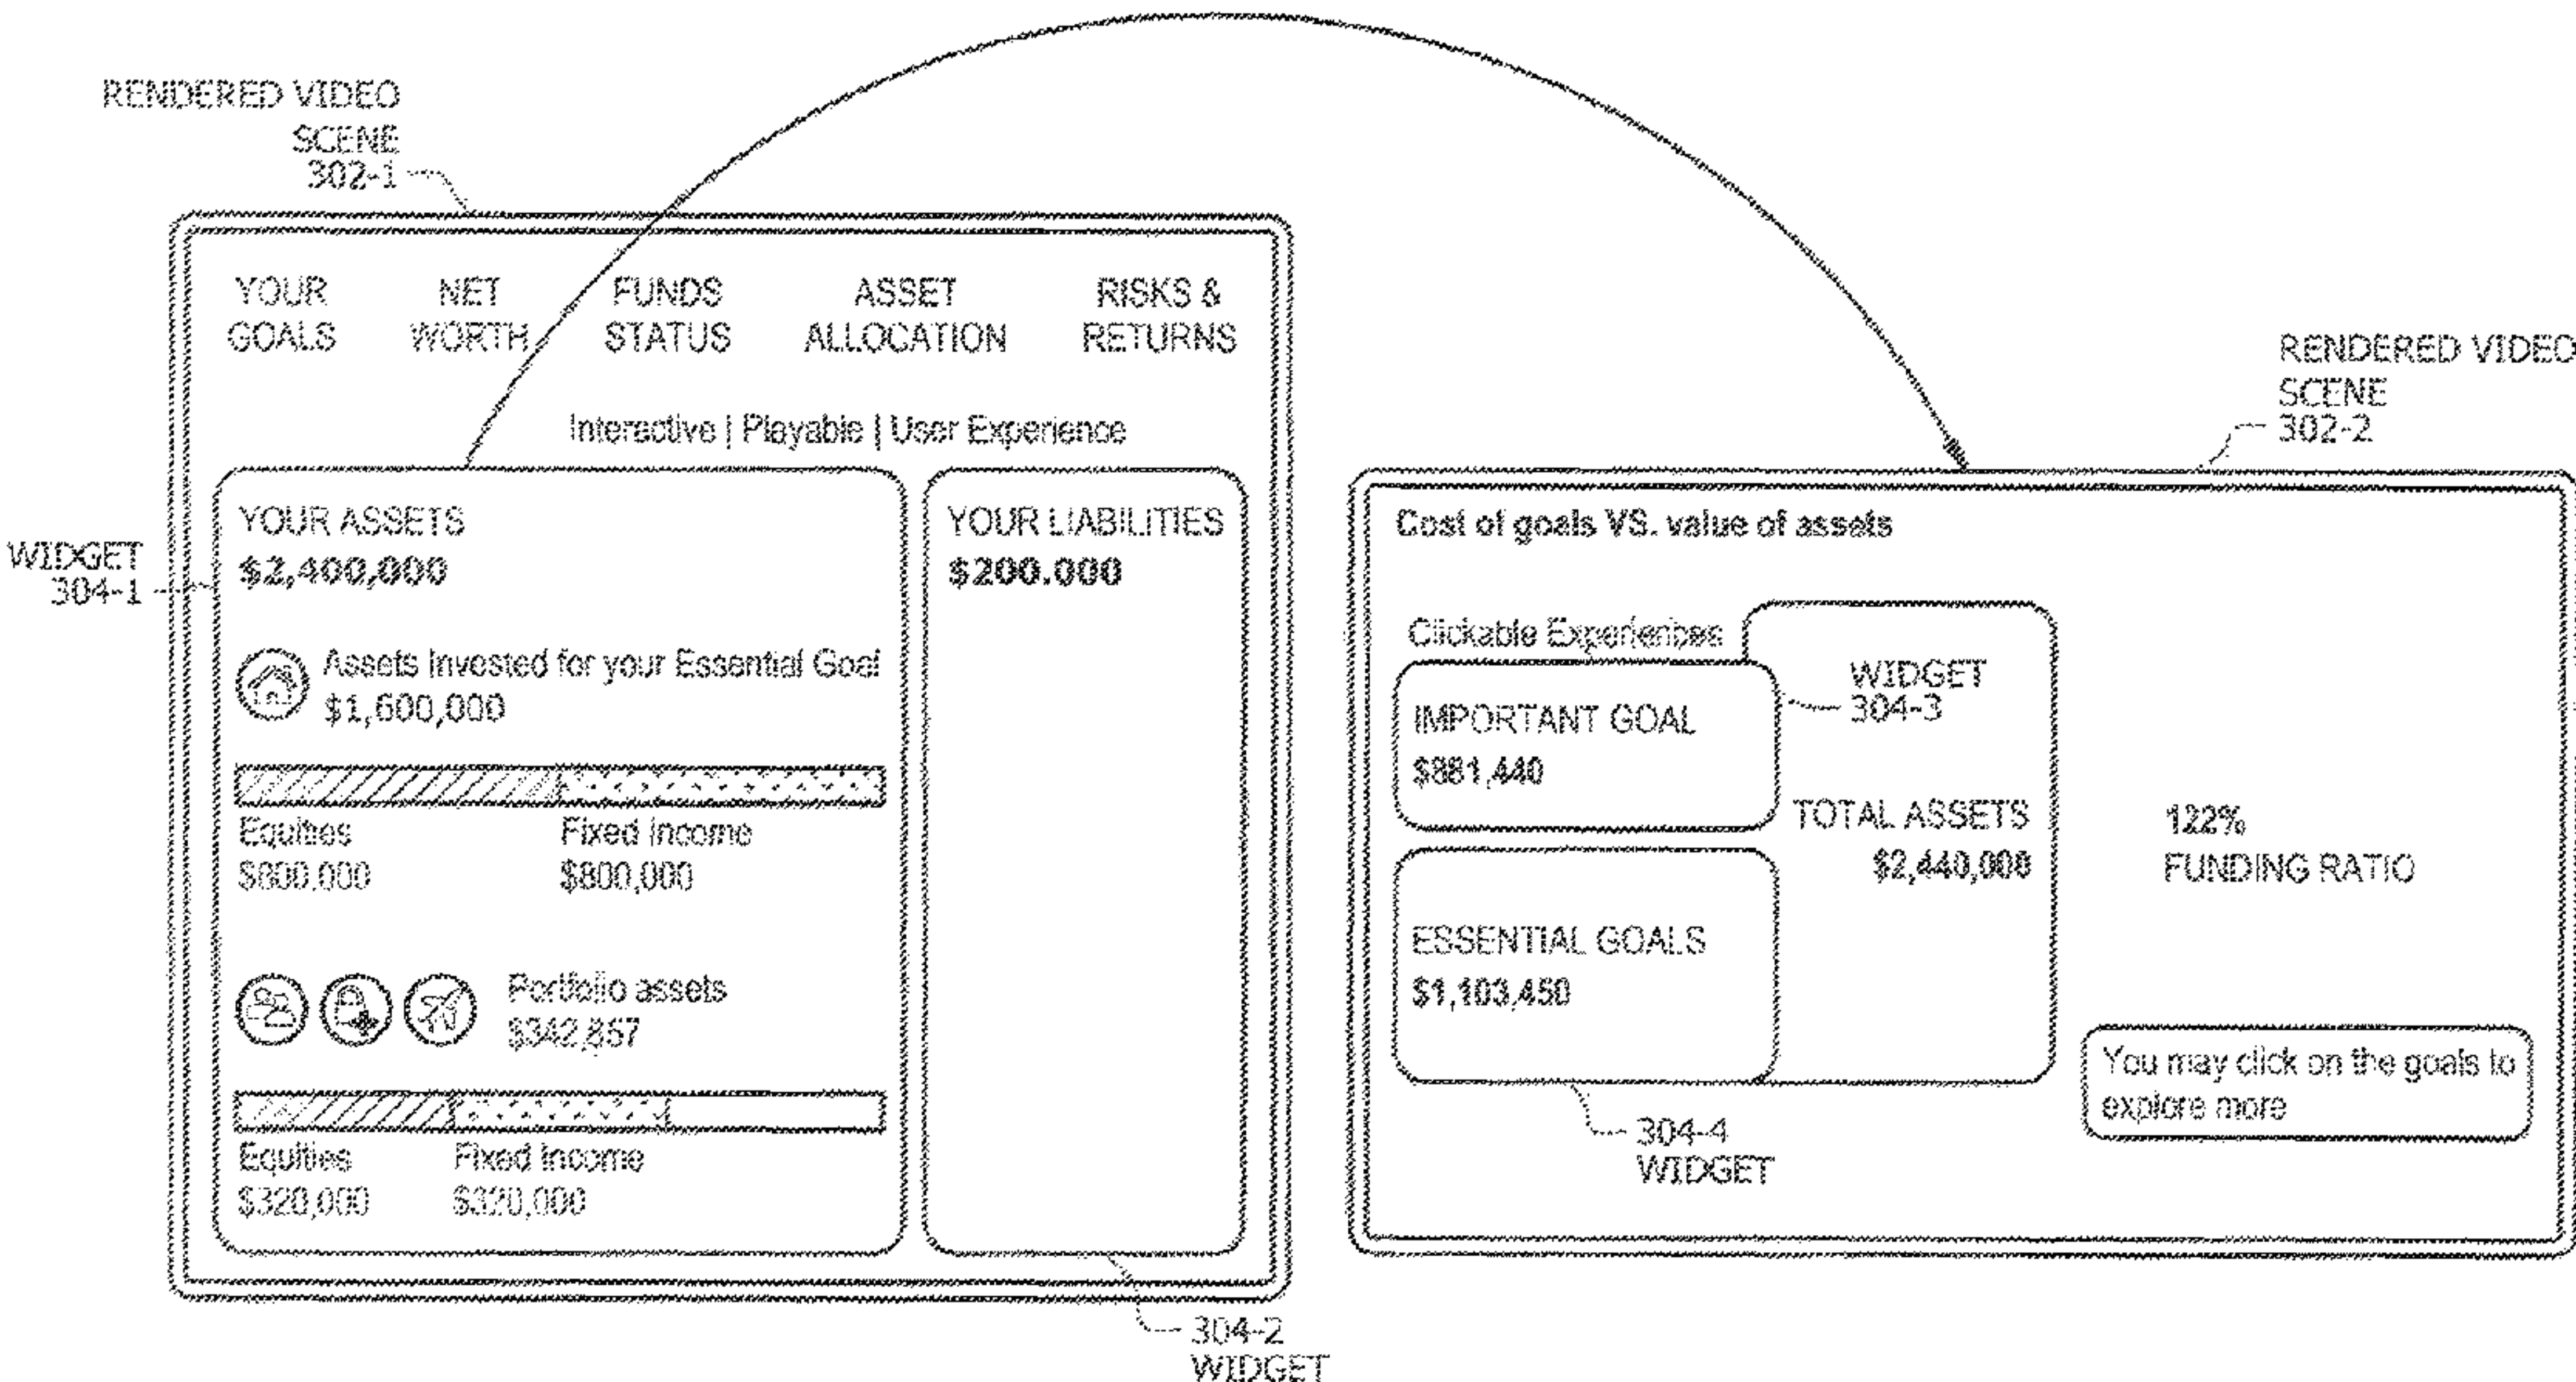 RENDERED VIDEO
SCENE
302-1
YOUR
GOALS
NET
WORTH
FUNDS
STATUS
ASSET
ALLOCATION
RISKS &
RETURNS
Interactive | Playable | User Experience
WIDGET
304-1
YOUR ASSETS
$2,400,000
Assets Invested for your Essential Goal
$1,600,000
Equities
$800.000
Fixed income
$800,000
Portfolio assets
$342,857
Equities
$320,000
Fixed income
$320,000
YOUR LIABILITIES
$200.000
304-2
WIDGET
RENDERED VIDEO
SCENE
302-2
Cost of goals VS. value of assets
Clickable Experiences
WIDGET
304-3
IMPORTANT GOAL
$881,440
TOTAL ASSETS
$2,440,000
122%
FUNDING RATIO
ESSENTIAL GOALS
$1,103,450
You may click on the goals to
explore more
304-4
WIDGET